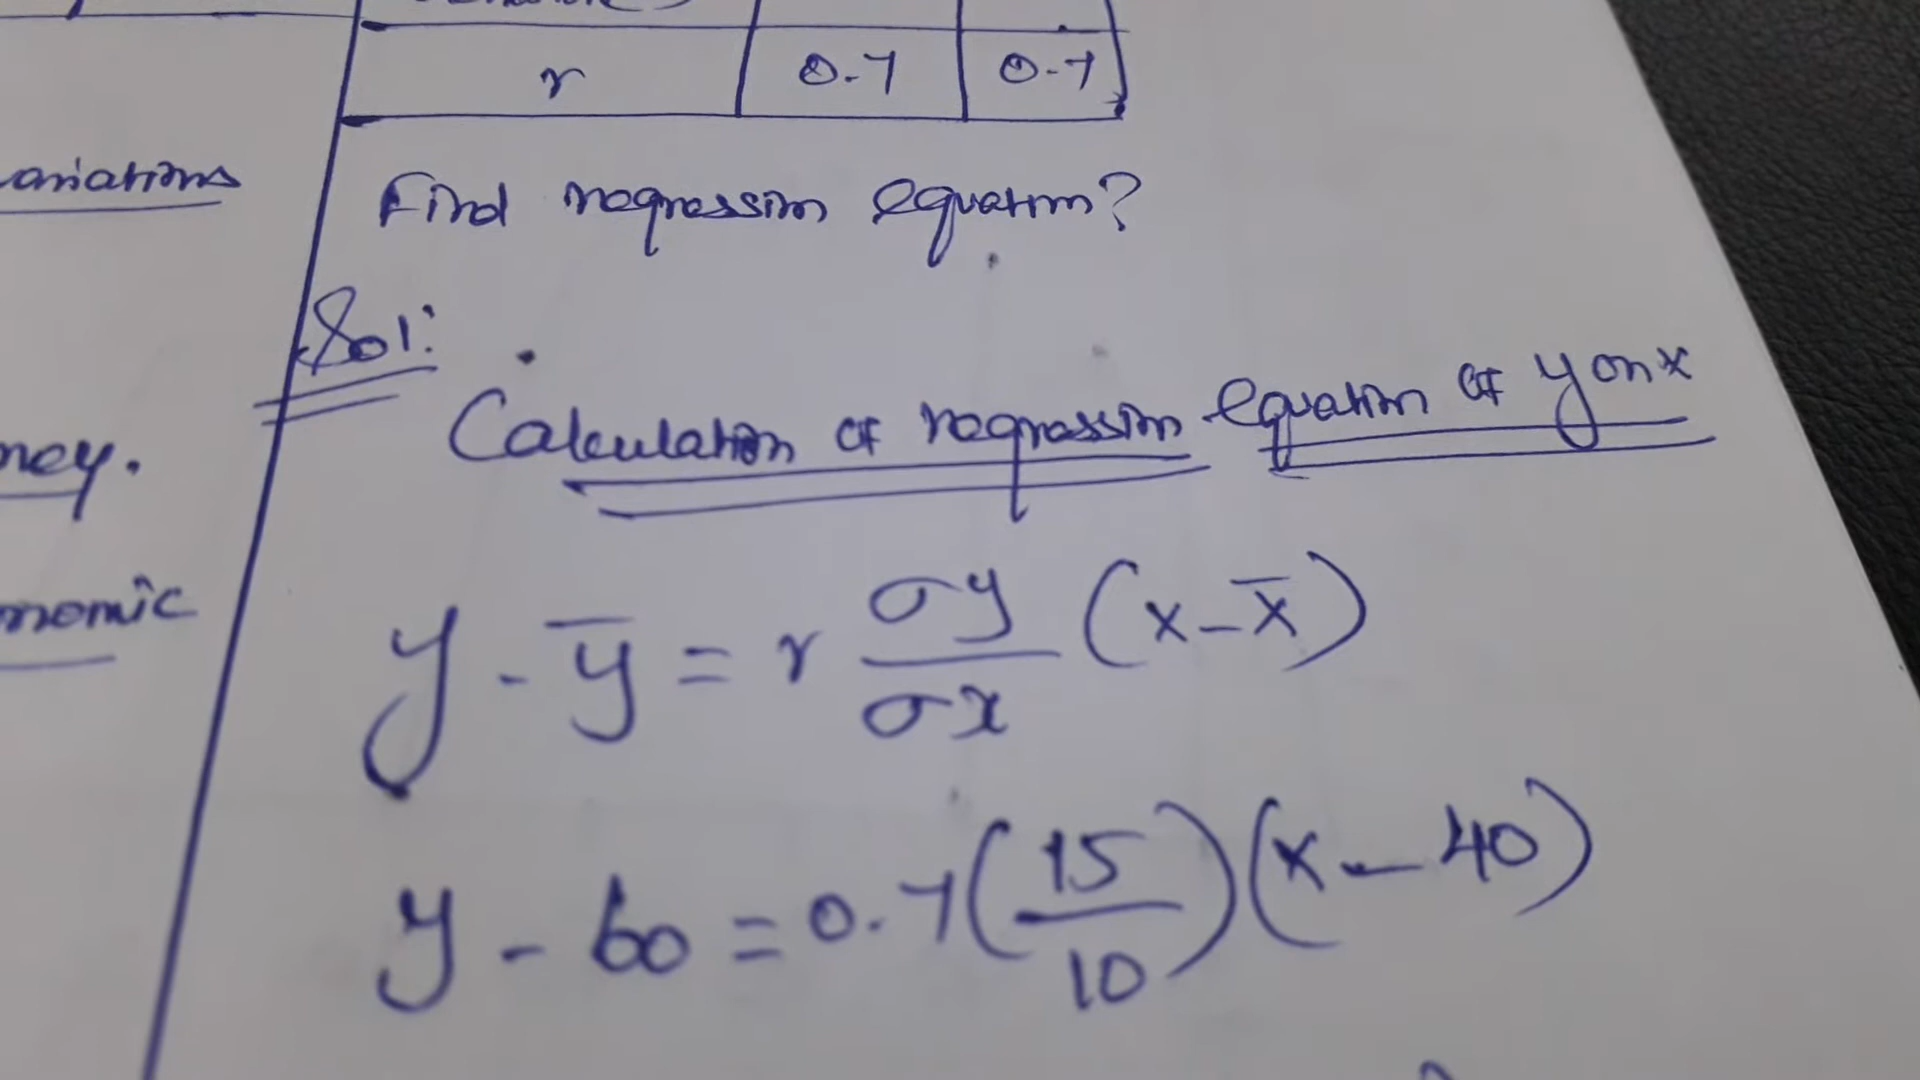 r 0.7 0.7
Find regression equation?
Sol:
Calculation of regression equation of y on x
y - ȳ = r σy/σx (x - x̄)
y - 60 = 0.7 (15/10) (x - 40)
nomic